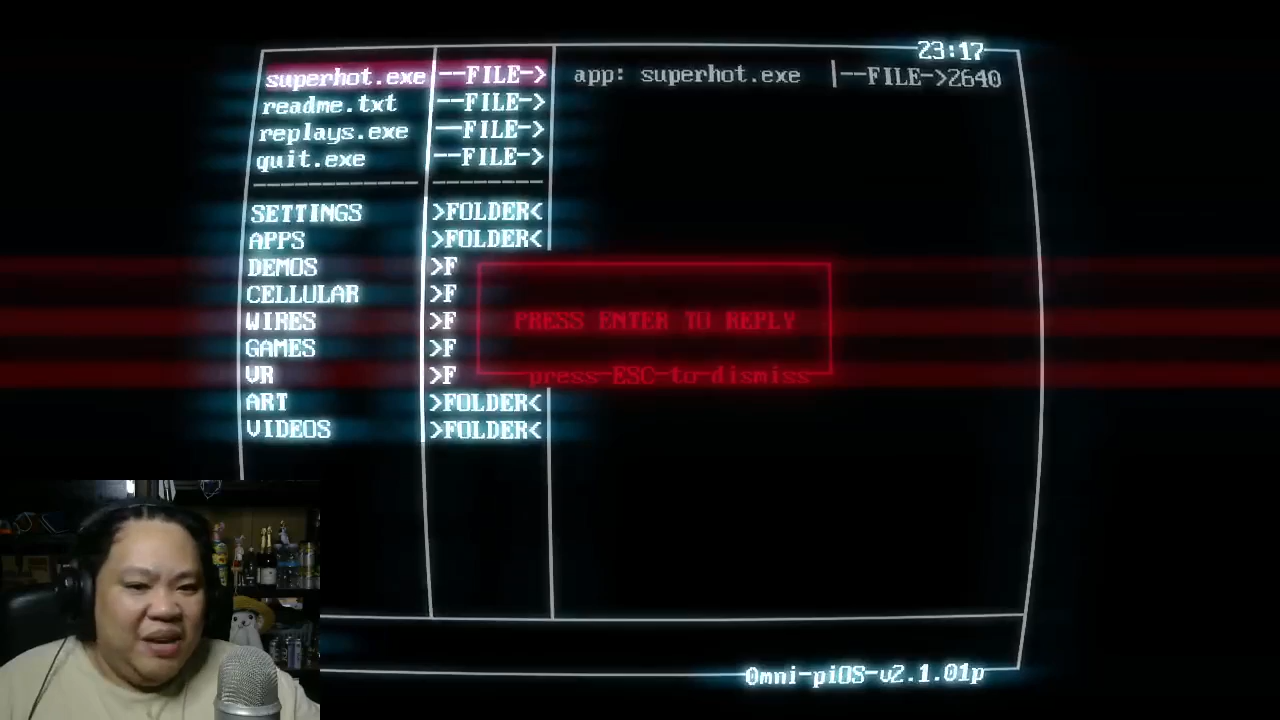 23:17
superhot.exe --FILE-> app: superhot.exe |--FILE->2640
readme.txt --FILE->
replays.exe --FILE->
quit.exe --FILE->
------------- --------
SETTINGS >FOLDER<
APPS >FOLDER<
DEMOS >F
CELLULAR >F
WIRES >F
PRESS ENTER TO REPLY
GAMES >F
VR >F
press ESC to dismiss
ART >FOLDER<
VIDEOS >FOLDER<
0mni-piOS-v2.1.01p